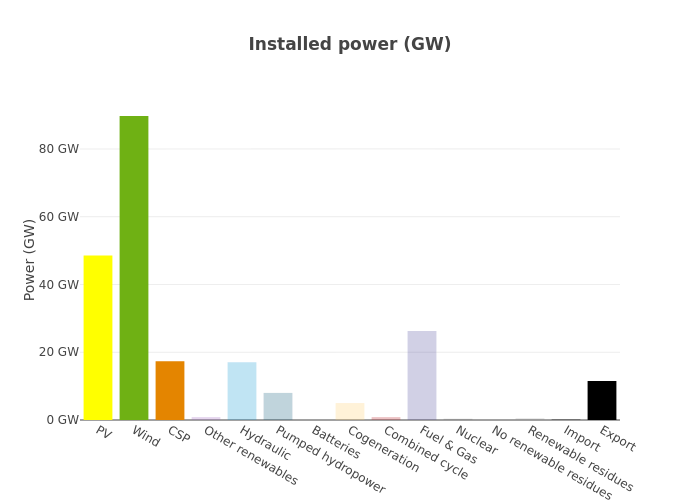 Installed power (GW)
Power (GW)
80 GW
60 GW
40 GW
20 GW
0 GW
PV
Wind
CSP
Other renewables
Hydraulic
Pumped hydropower
Batteries
Cogeneration
Combined cycle
Fuel & Gas
Nuclear
No renewable residues
Renewable residues
Import
Export